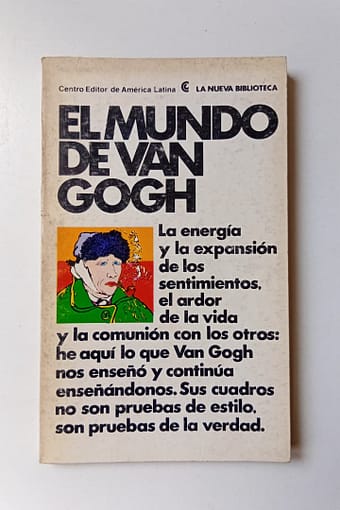 Centro Editor de América Latina LA NUEVA BIBLIOTECA
EL MUNDO
DE VAN
GOGH
La energía
y la expansión
de los
sentimientos,
el ardor
de la vida
y la comunión con los otros:
he aquí lo que Van Gogh
nos enseñó y continúa
enseñándonos. Sus cuadros
no son pruebas de estilo,
son pruebas de la verdad.